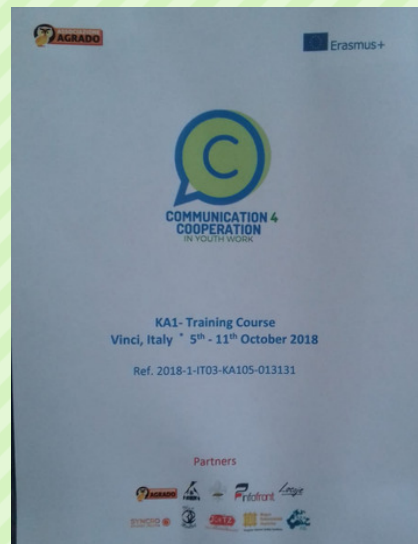 AGRADO
Erasmus+
C
COMMUNICATION 4
COOPERATION
IN YOUTH WORK
KA1- Training Course
Vinci, Italy * 5th - 11th October 2018
Ref. 2018-1-IT03-KA105-013131
Partners
AGRADO
infofront